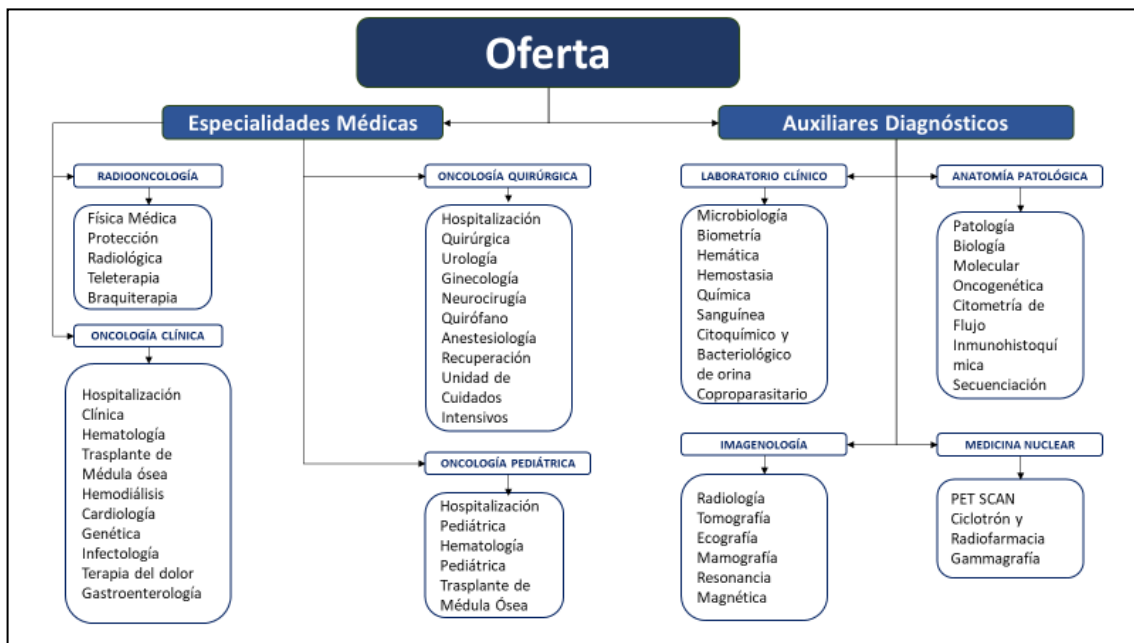 Oferta
Especialidades Médicas
Auxiliares Diagnósticos
RADIOONCOLOGÍA
Física Médica
Protección
Radiológica
Teleterapia
Braquiterapia
ONCOLOGÍA CLÍNICA
Hospitalización
Clínica
Hematología
Trasplante de
Médula ósea
Hemodiálisis
Cardiología
Genética
Infectología
Terapia del dolor
Gastroenterología
ONCOLOGÍA QUIRÚRGICA
Hospitalización
Quirúrgica
Urología
Ginecología
Neurocirugía
Quirófano
Anestesiología
Recuperación
Unidad de
Cuidados
Intensivos
ONCOLOGÍA PEDIÁTRICA
Hospitalización
Pediátrica
Hematología
Pediátrica
Trasplante de
Médula Ósea
LABORATORIO CLÍNICO
Microbiología
Biometría
Hemática
Hemostasia
Química
Sanguínea
Citoquímico y
Bacteriológico
de orina
Coproparasitario
ANATOMÍA PATOLÓGICA
Patología
Biología
Molecular
Oncogenética
Citometría de
Flujo
Inmunohistoquí
mica
Secuenciación
IMAGENOLOGÍA
Radiología
Tomografía
Ecografía
Mamografía
Resonancia
Magnética
MEDICINA NUCLEAR
PET SCAN
Ciclotrón y
Radiofarmacia
Gammagrafía